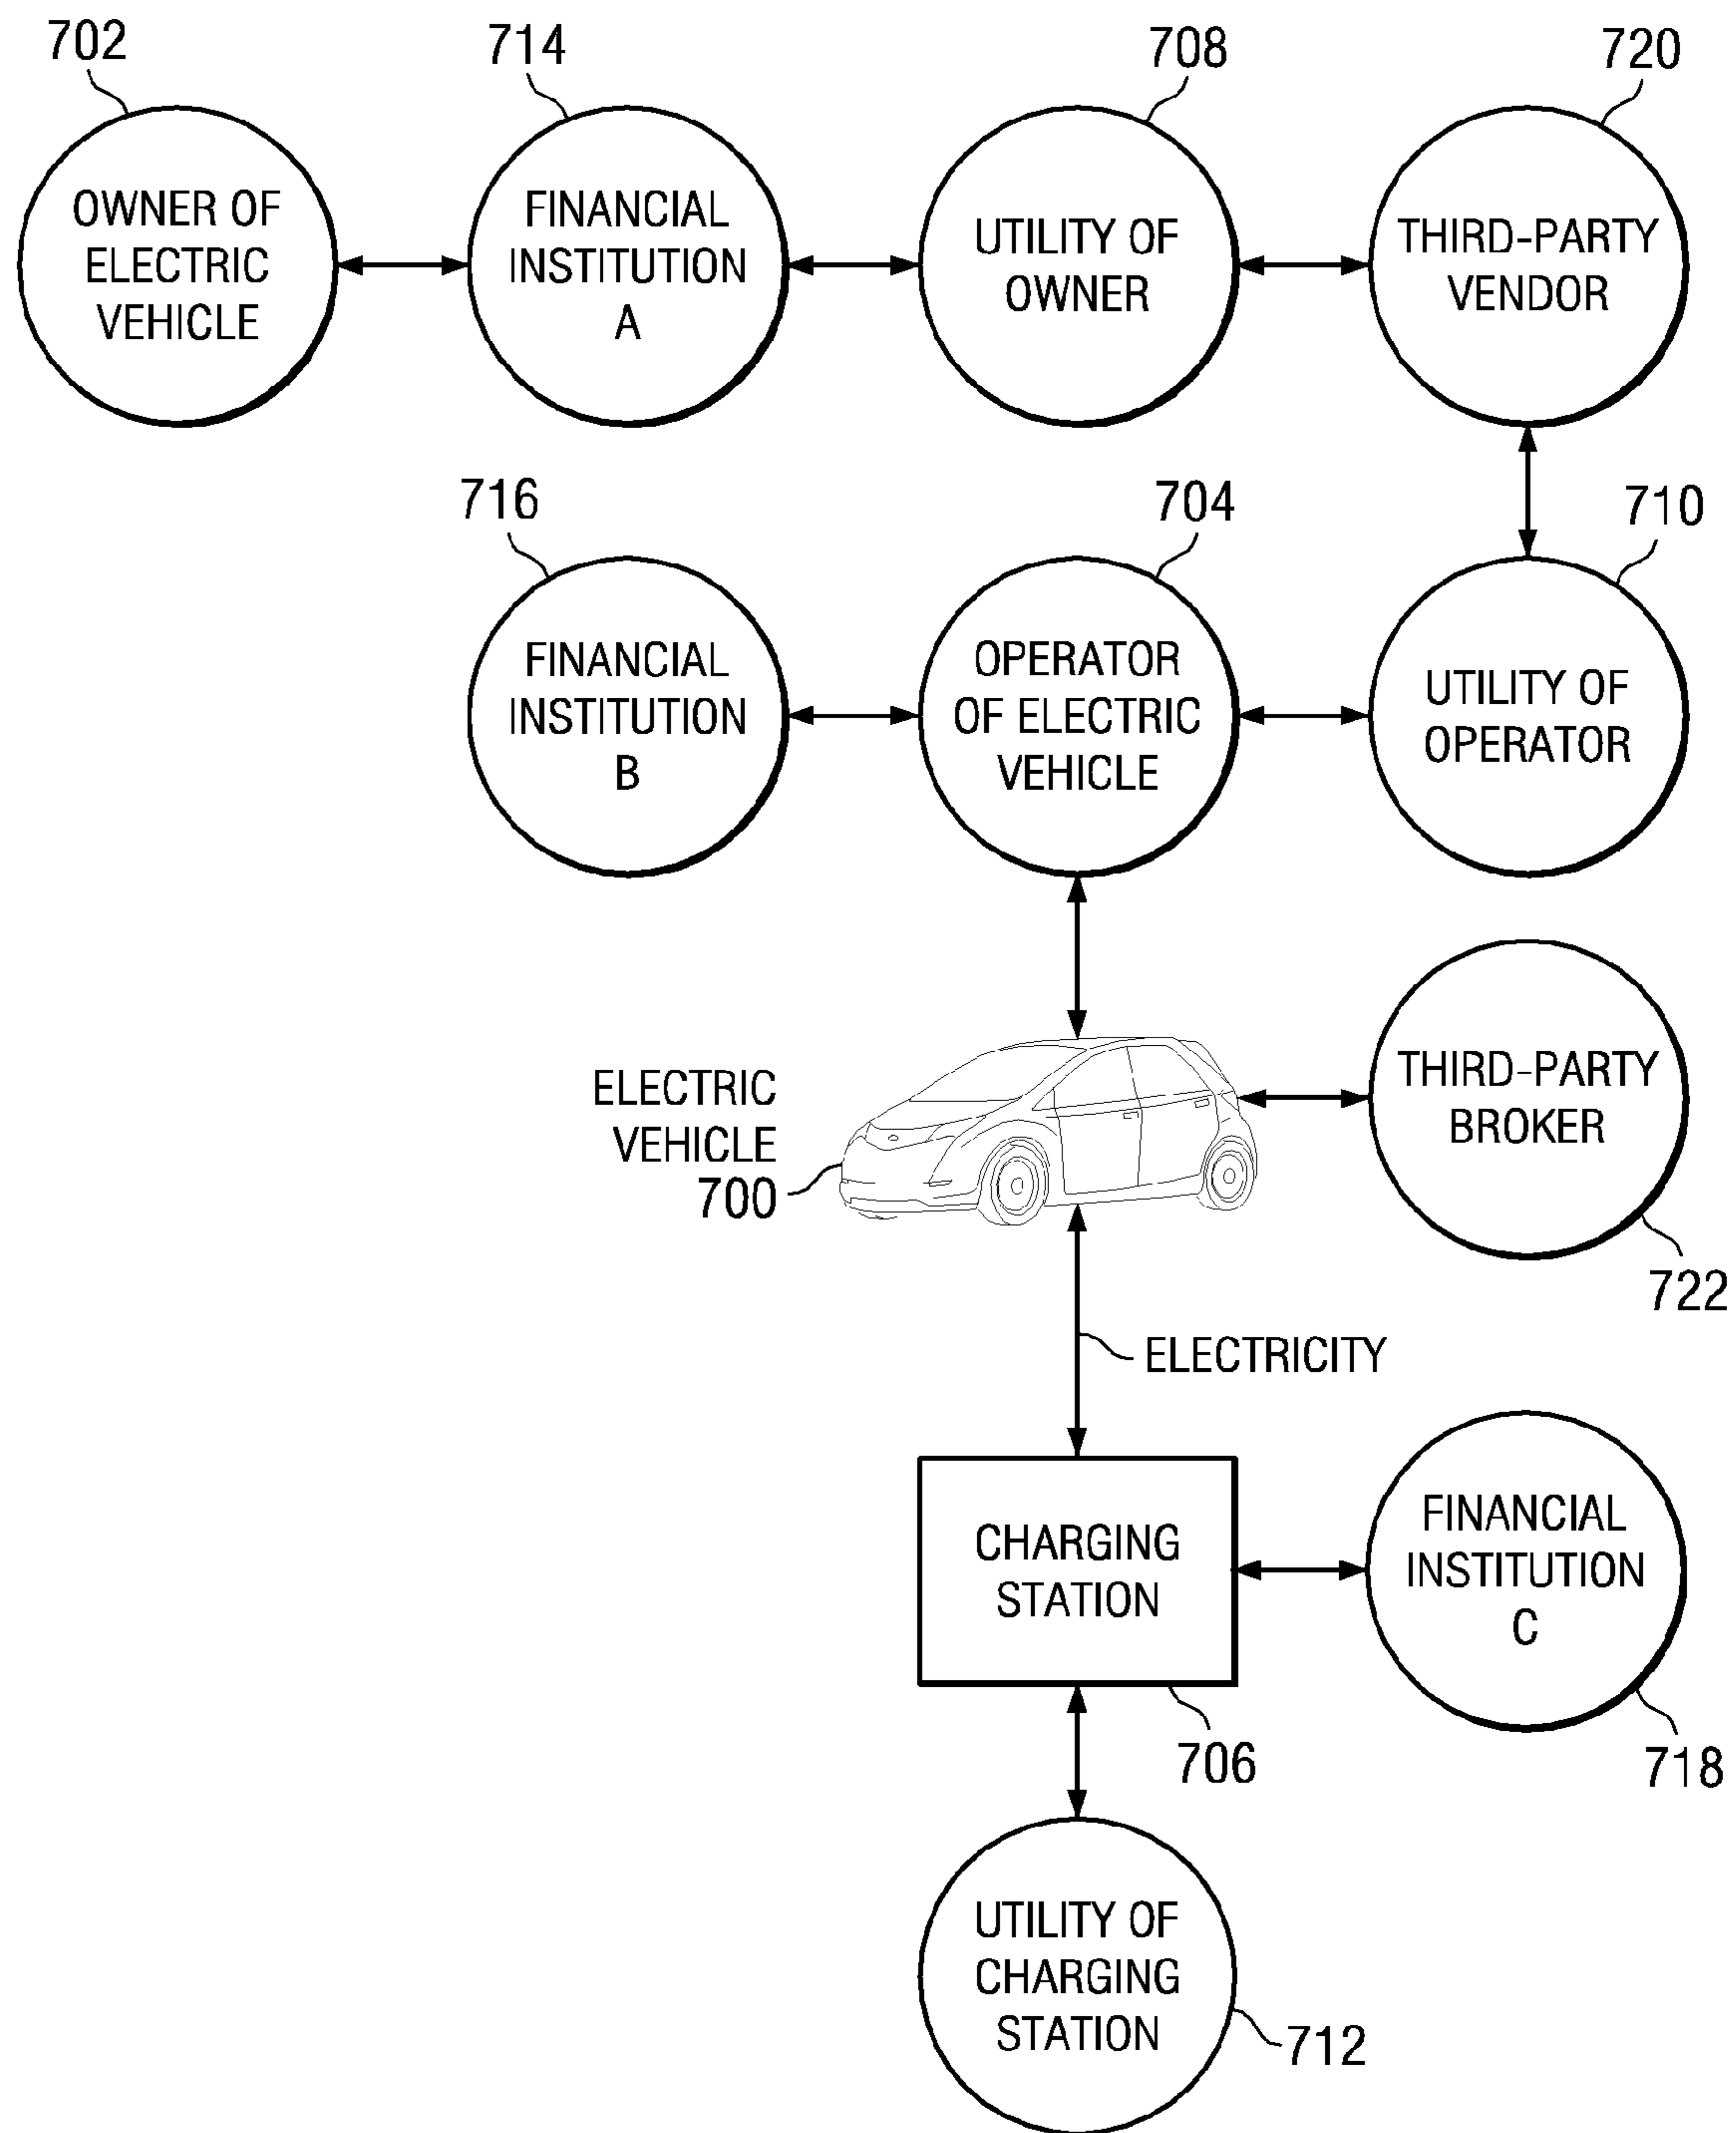 702
714
708
720
OWNER OF
ELECTRIC
VEHICLE
FINANCIAL
INSTITUTION
A
UTILITY OF
OWNER
THIRD-PARTY
VENDOR
716
704
710
FINANCIAL
INSTITUTION
B
OPERATOR
OF ELECTRIC
VEHICLE
UTILITY OF
OPERATOR
ELECTRIC
VEHICLE
700
THIRD-PARTY
BROKER
722
ELECTRICITY
CHARGING
STATION
FINANCIAL
INSTITUTION
C
706
718
UTILITY OF
CHARGING
STATION
712